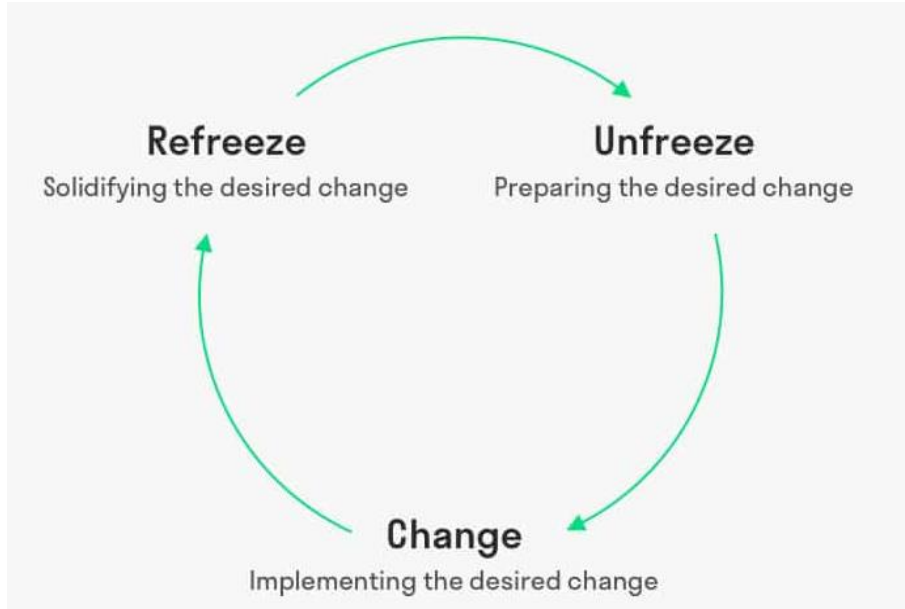 Refreeze
Solidifying the desired change
Unfreeze
Preparing the desired change
Change
Implementing the desired change